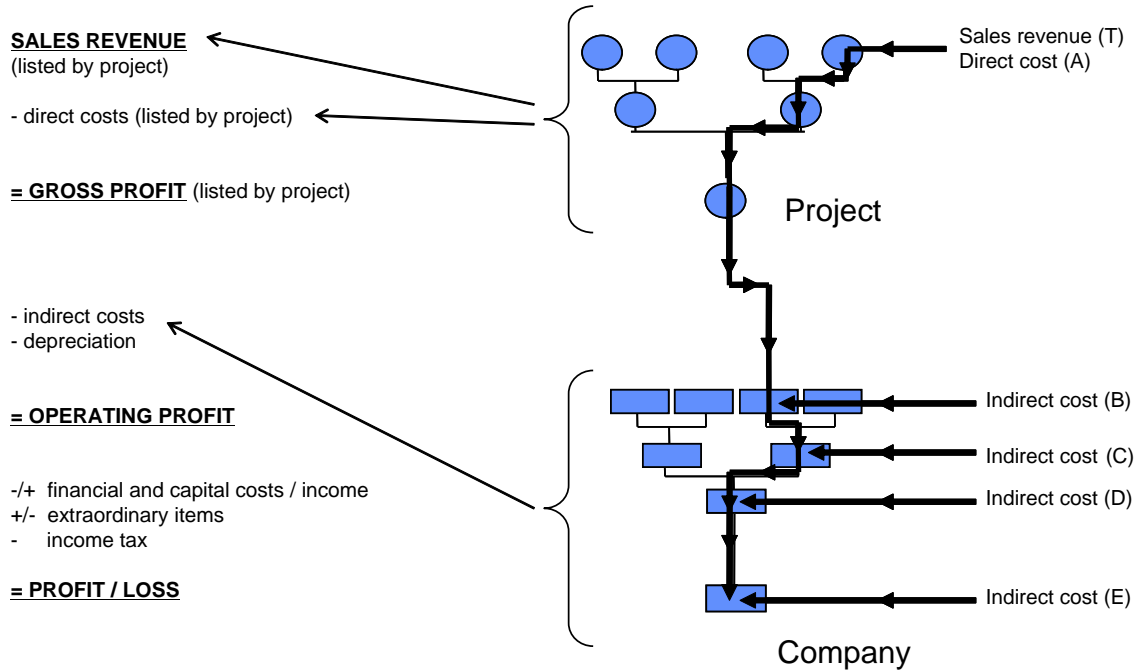 SALES REVENUE
(listed by project)
- direct costs (listed by project)
= GROSS PROFIT (listed by project)
- indirect costs
- depreciation
= OPERATING PROFIT
-/+ financial and capital costs / income
+/- extraordinary items
- income tax
= PROFIT / LOSS
Sales revenue (T)
Direct cost (A)
Project
Indirect cost (B)
Indirect cost (C)
Indirect cost (D)
Indirect cost (E)
Company